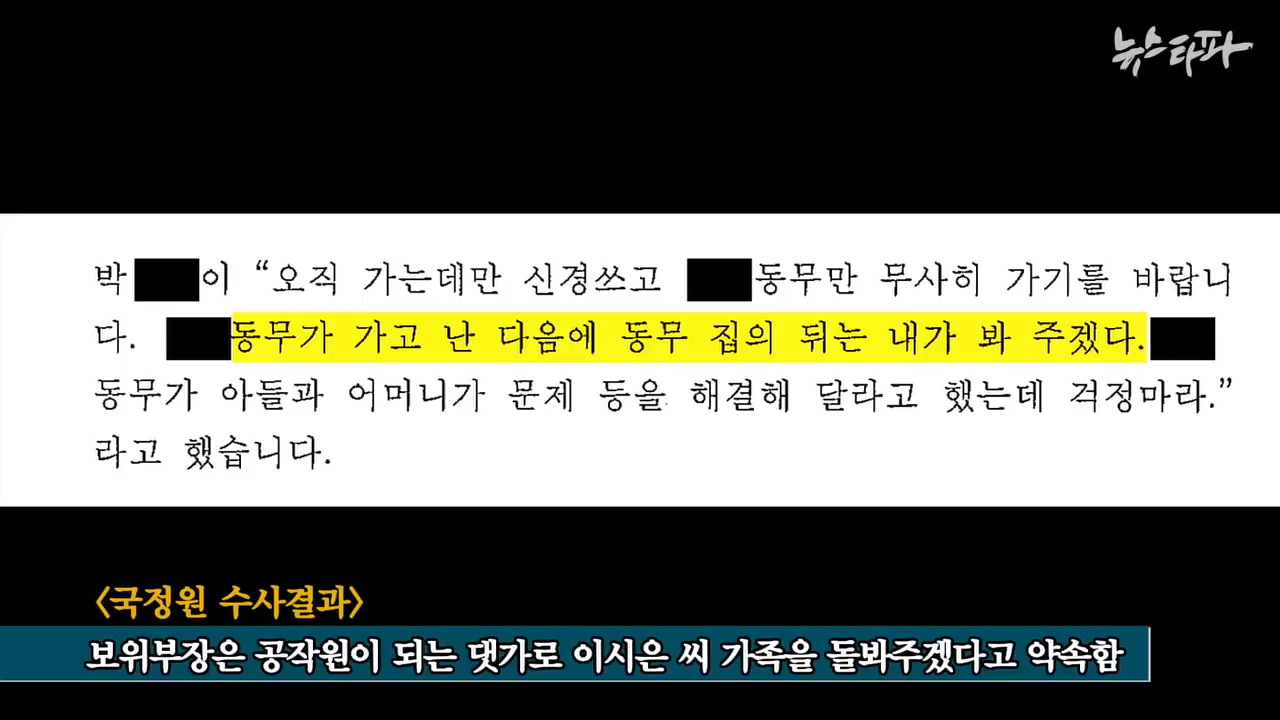 뉴스타파
박 이 “오직 가는데만 신경쓰고 동무만 무사히 가기를 바랍니
다. 동무가 가고 난 다음에 동무 집의 뒤는 내가 봐 주겠다.
동무가 아들과 어머니가 문제 등을 해결해 달라고 했는데 걱정마라.”
라고 했습니다.
<국정원 수사결과>
보위부장은 공작원이 되는 댓가로 이시은 씨 가족을 돌봐주겠다고 약속함